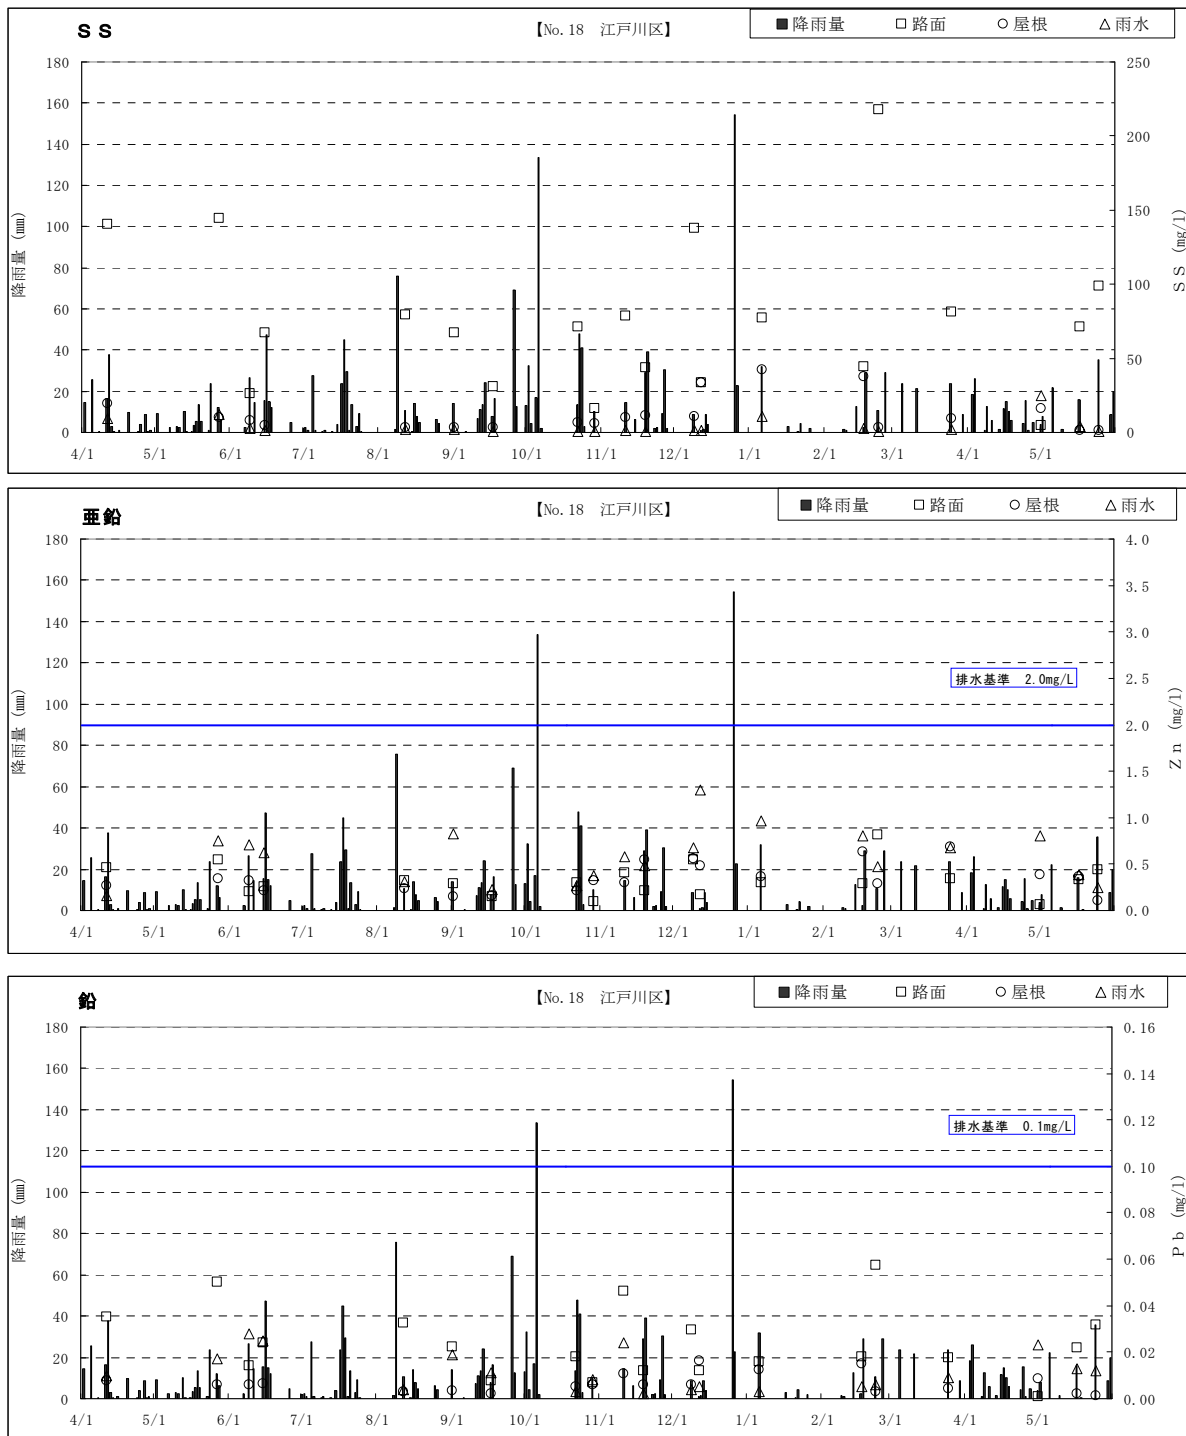 ＳＳ
【No.18　江戸川区】
■降雨量　□路面　○屋根　△雨水
180
160
140
120
100
80
60
40
20
0
降雨量 (mm)
250
200
150
100
50
0
ＳＳ (mg/l)
4/1 5/1 6/1 7/1 8/1 9/1 10/1 11/1 12/1 1/1 2/1 3/1 4/1 5/1
亜鉛
【No.18　江戸川区】
■降雨量　□路面　○屋根　△雨水
180
160
140
120
100
80
60
40
20
0
降雨量 (mm)
排水基準　2.0mg/L
4.0
3.5
3.0
2.5
2.0
1.5
1.0
0.5
0.0
Ｚｎ (mg/l)
4/1 5/1 6/1 7/1 8/1 9/1 10/1 11/1 12/1 1/1 2/1 3/1 4/1 5/1
鉛
【No.18　江戸川区】
■降雨量　□路面　○屋根　△雨水
180
160
140
120
100
80
60
40
20
0
降雨量 (mm)
排水基準　0.1mg/L
0.16
0.14
0.12
0.10
0.08
0.06
0.04
0.02
0.00
Ｐｂ (mg/l)
4/1 5/1 6/1 7/1 8/1 9/1 10/1 11/1 12/1 1/1 2/1 3/1 4/1 5/1